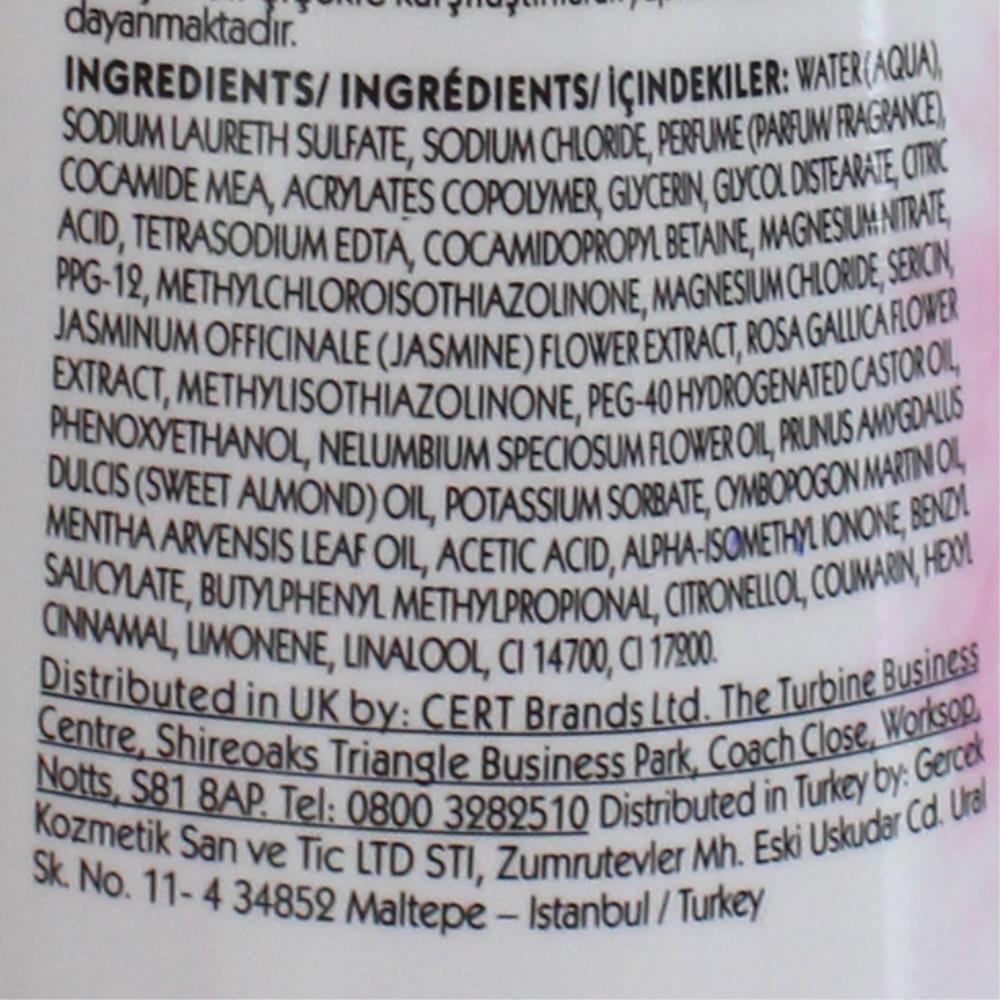 dayanmaktadır.
INGREDIENTS/ INGRÉDIENTS/ İÇINDEKILER: WATER (AQUA),
SODIUM LAURETH SULFATE, SODIUM CHLORIDE, PERFUME (PARFUM/ FRAGRANCE),
COCAMIDE MEA, ACRYLATES COPOLYMER, GLYCERIN, GLYCOL DISTEARATE, CITRIC
ACID, TETRASODIUM EDTA, COCAMIDOPROPYL BETAINE, MAGNESIUM NITRATE,
PPG-12, METHYLCHLOROISOTHIAZOLINONE, MAGNESIUM CHLORIDE, SERICIN,
JASMINUM OFFICINALE (JASMINE) FLOWER EXTRACT, ROSA GALLICA FLOWER
EXTRACT, METHYLISOTHIAZOLINONE, PEG-40 HYDROGENATED CASTOR OIL,
PHENOXYETHANOL, NELUMBIUM SPECIOSUM FLOWER OIL, PRUNUS AMYGDALUS
DULCIS (SWEET ALMOND) OIL, POTASSIUM SORBATE, CYMBOPOGON MARTINI OIL,
MENTHA ARVENSIS LEAF OIL, ACETIC ACID, ALPHA-ISOMETHYL IONONE, BENZYL
SALICYLATE, BUTYLPHENYL METHYLPROPIONAL, CITRONELLOL, COUMARIN, HEXYL
CINNAMAL, LIMONENE, LINALOOL, CI 14700, CI 17200.
Distributed in UK by: CERT Brands Ltd. The Turbine Business
Centre, Shireoaks Triangle Business Park, Coach Close, Worksop,
Notts, S81 8AP. Tel: 0800 3282510 Distributed in Turkey by: Gercek
Kozmetik San ve Tic LTD STI, Zumrutevler Mh. Eski Uskudar Cd. Ural
Sk. No. 11- 4 34852 Maltepe – Istanbul / Turkey